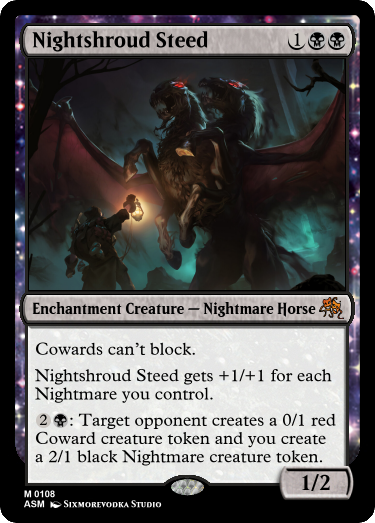 Nightshroud Steed 1
Enchantment Creature — Nightmare Horse
Cowards can't block.
Nightshroud Steed gets +1/+1 for each
Nightmare you control.
2 : Target opponent creates a 0/1 red
Coward creature token and you create
a 2/1 black Nightmare creature token.
1/2
M 0108
ASM Sixmorevodka Studio